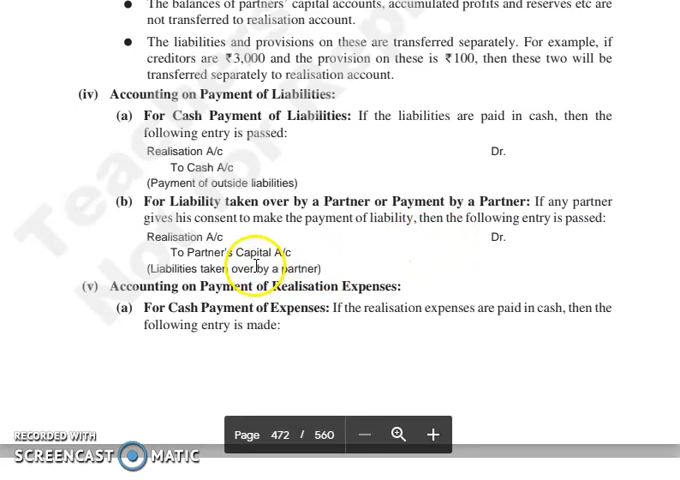 ● The balances of partners' capital accounts, accumulated profits and reserves etc are
not transferred to realisation account.
● The liabilities and provisions on these are transferred separately. For example, if
creditors are ₹3,000 and the provision on these is ₹100, then these two will be
transferred separately to realisation account.
(iv) Accounting on Payment of Liabilities:
(a) For Cash Payment of Liabilities: If the liabilities are paid in cash, then the
following entry is passed:
Realisation A/c Dr.
To Cash A/c
(Payment of outside liabilities)
(b) For Liability taken over by a Partner or Payment by a Partner: If any partner
gives his consent to make the payment of liability, then the following entry is passed:
Realisation A/c Dr.
To Partner's Capital A/c
(Liabilities taken over by a partner)
(v) Accounting on Payment of Realisation Expenses:
(a) For Cash Payment of Expenses: If the realisation expenses are paid in cash, then the
following entry is made:
Page 472 / 560
RECORDED WITH
SCREENCAST MATIC